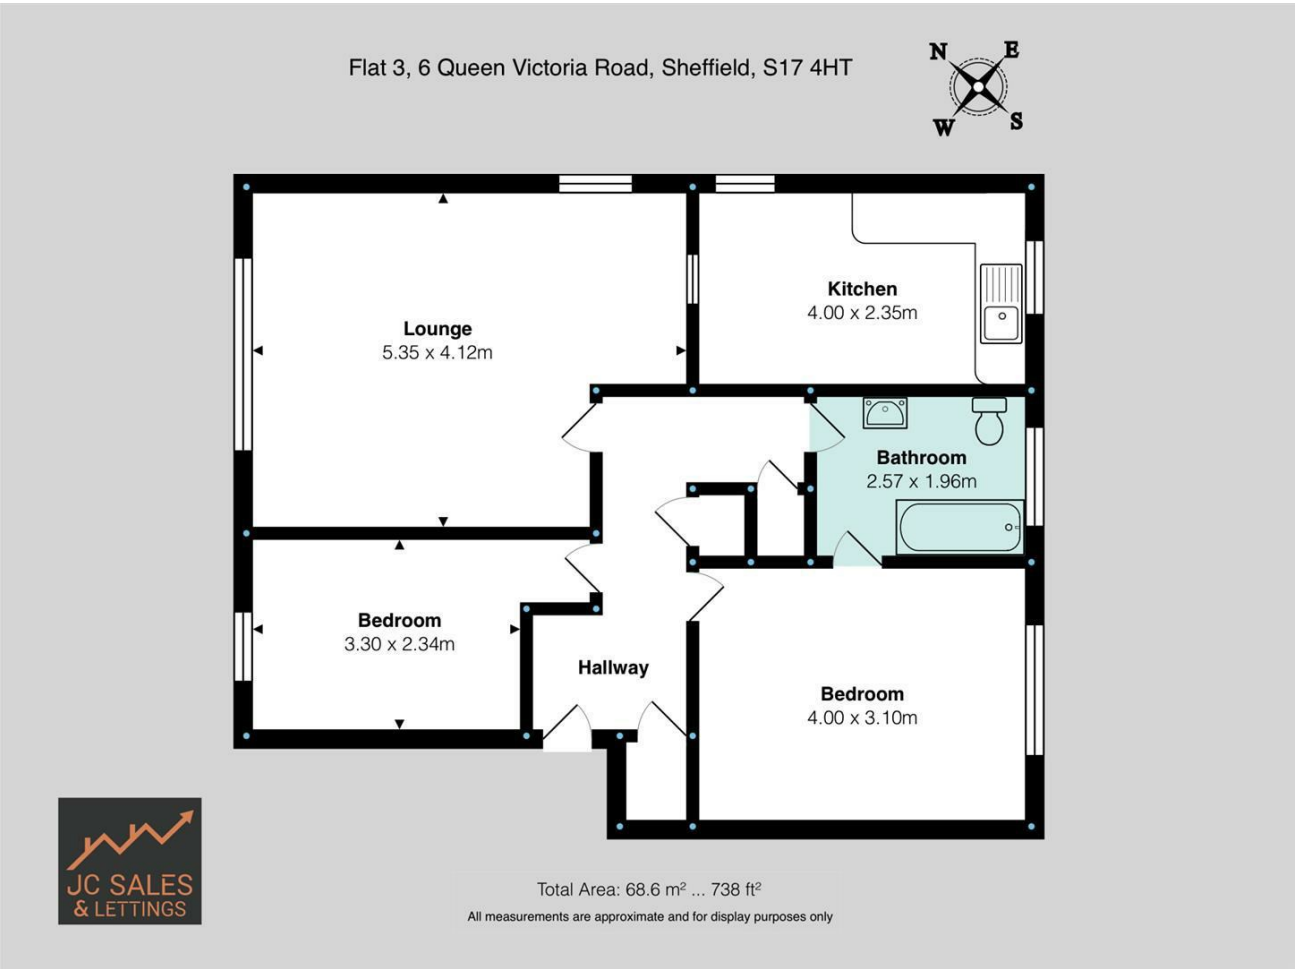 Flat 3, 6 Queen Victoria Road, Sheffield, S17 4HT
N E
W S
Lounge
5.35 x 4.12m
Kitchen
4.00 x 2.35m
Bathroom
2.57 x 1.96m
Bedroom
3.30 x 2.34m
Hallway
Bedroom
4.00 x 3.10m
JC SALES
& LETTINGS
Total Area: 68.6 m² ... 738 ft²
All measurements are approximate and for display purposes only